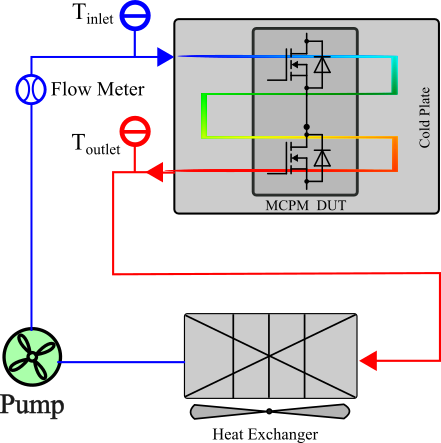 Tinlet
Flow Meter
Toutlet
Cold Plate
MCPM DUT
Pump
Heat Exchanger